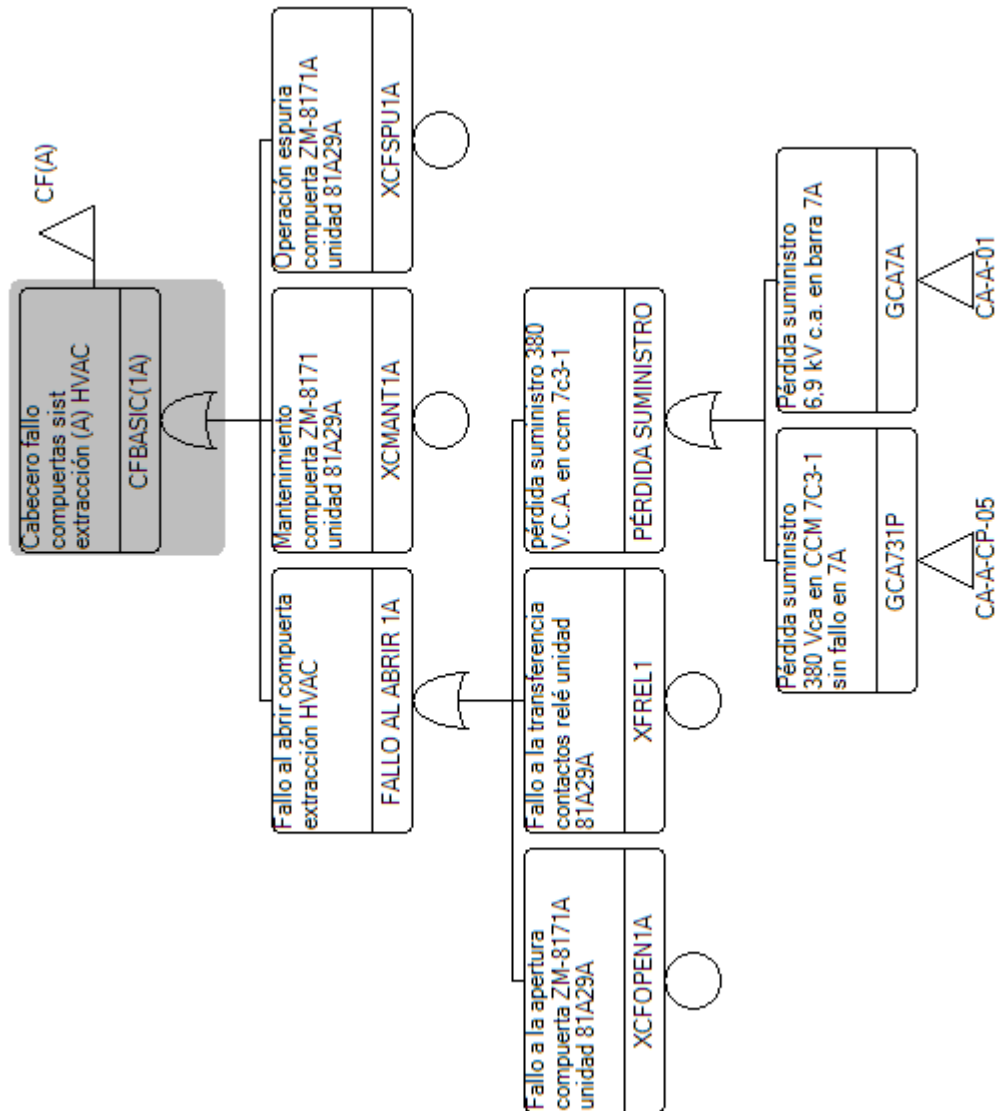 CF(A)
Cabecero fallo
compuertas sist
extracción (A) HVAC
CFBASIC(1A)
Fallo al abrir compuerta
extracción HVAC
FALLO AL ABRIR 1A
Mantenimiento
compuerta ZM-8171
unidad 81A29A
XCMANT1A
Operación espuria
compuerta ZM-8171A
unidad 81A29A
XCFSPU1A
Fallo a la apertura
compuerta ZM-8171A
unidad 81A29A
XCFOPEN1A
Fallo a la transferencia
contactos relé unidad
81A29A
XFREL1
pérdida suministro 380
V.C.A. en ccm 7c3-1
PÉRDIDA SUMINISTRO
Pérdida suministro
380 Vca en CCM 7C3-1
sin fallo en 7A
GCA731P
CA-A-CP-05
Pérdida suministro
6,9 kV c.a. en barra 7A
GCA7A
CA-A-01